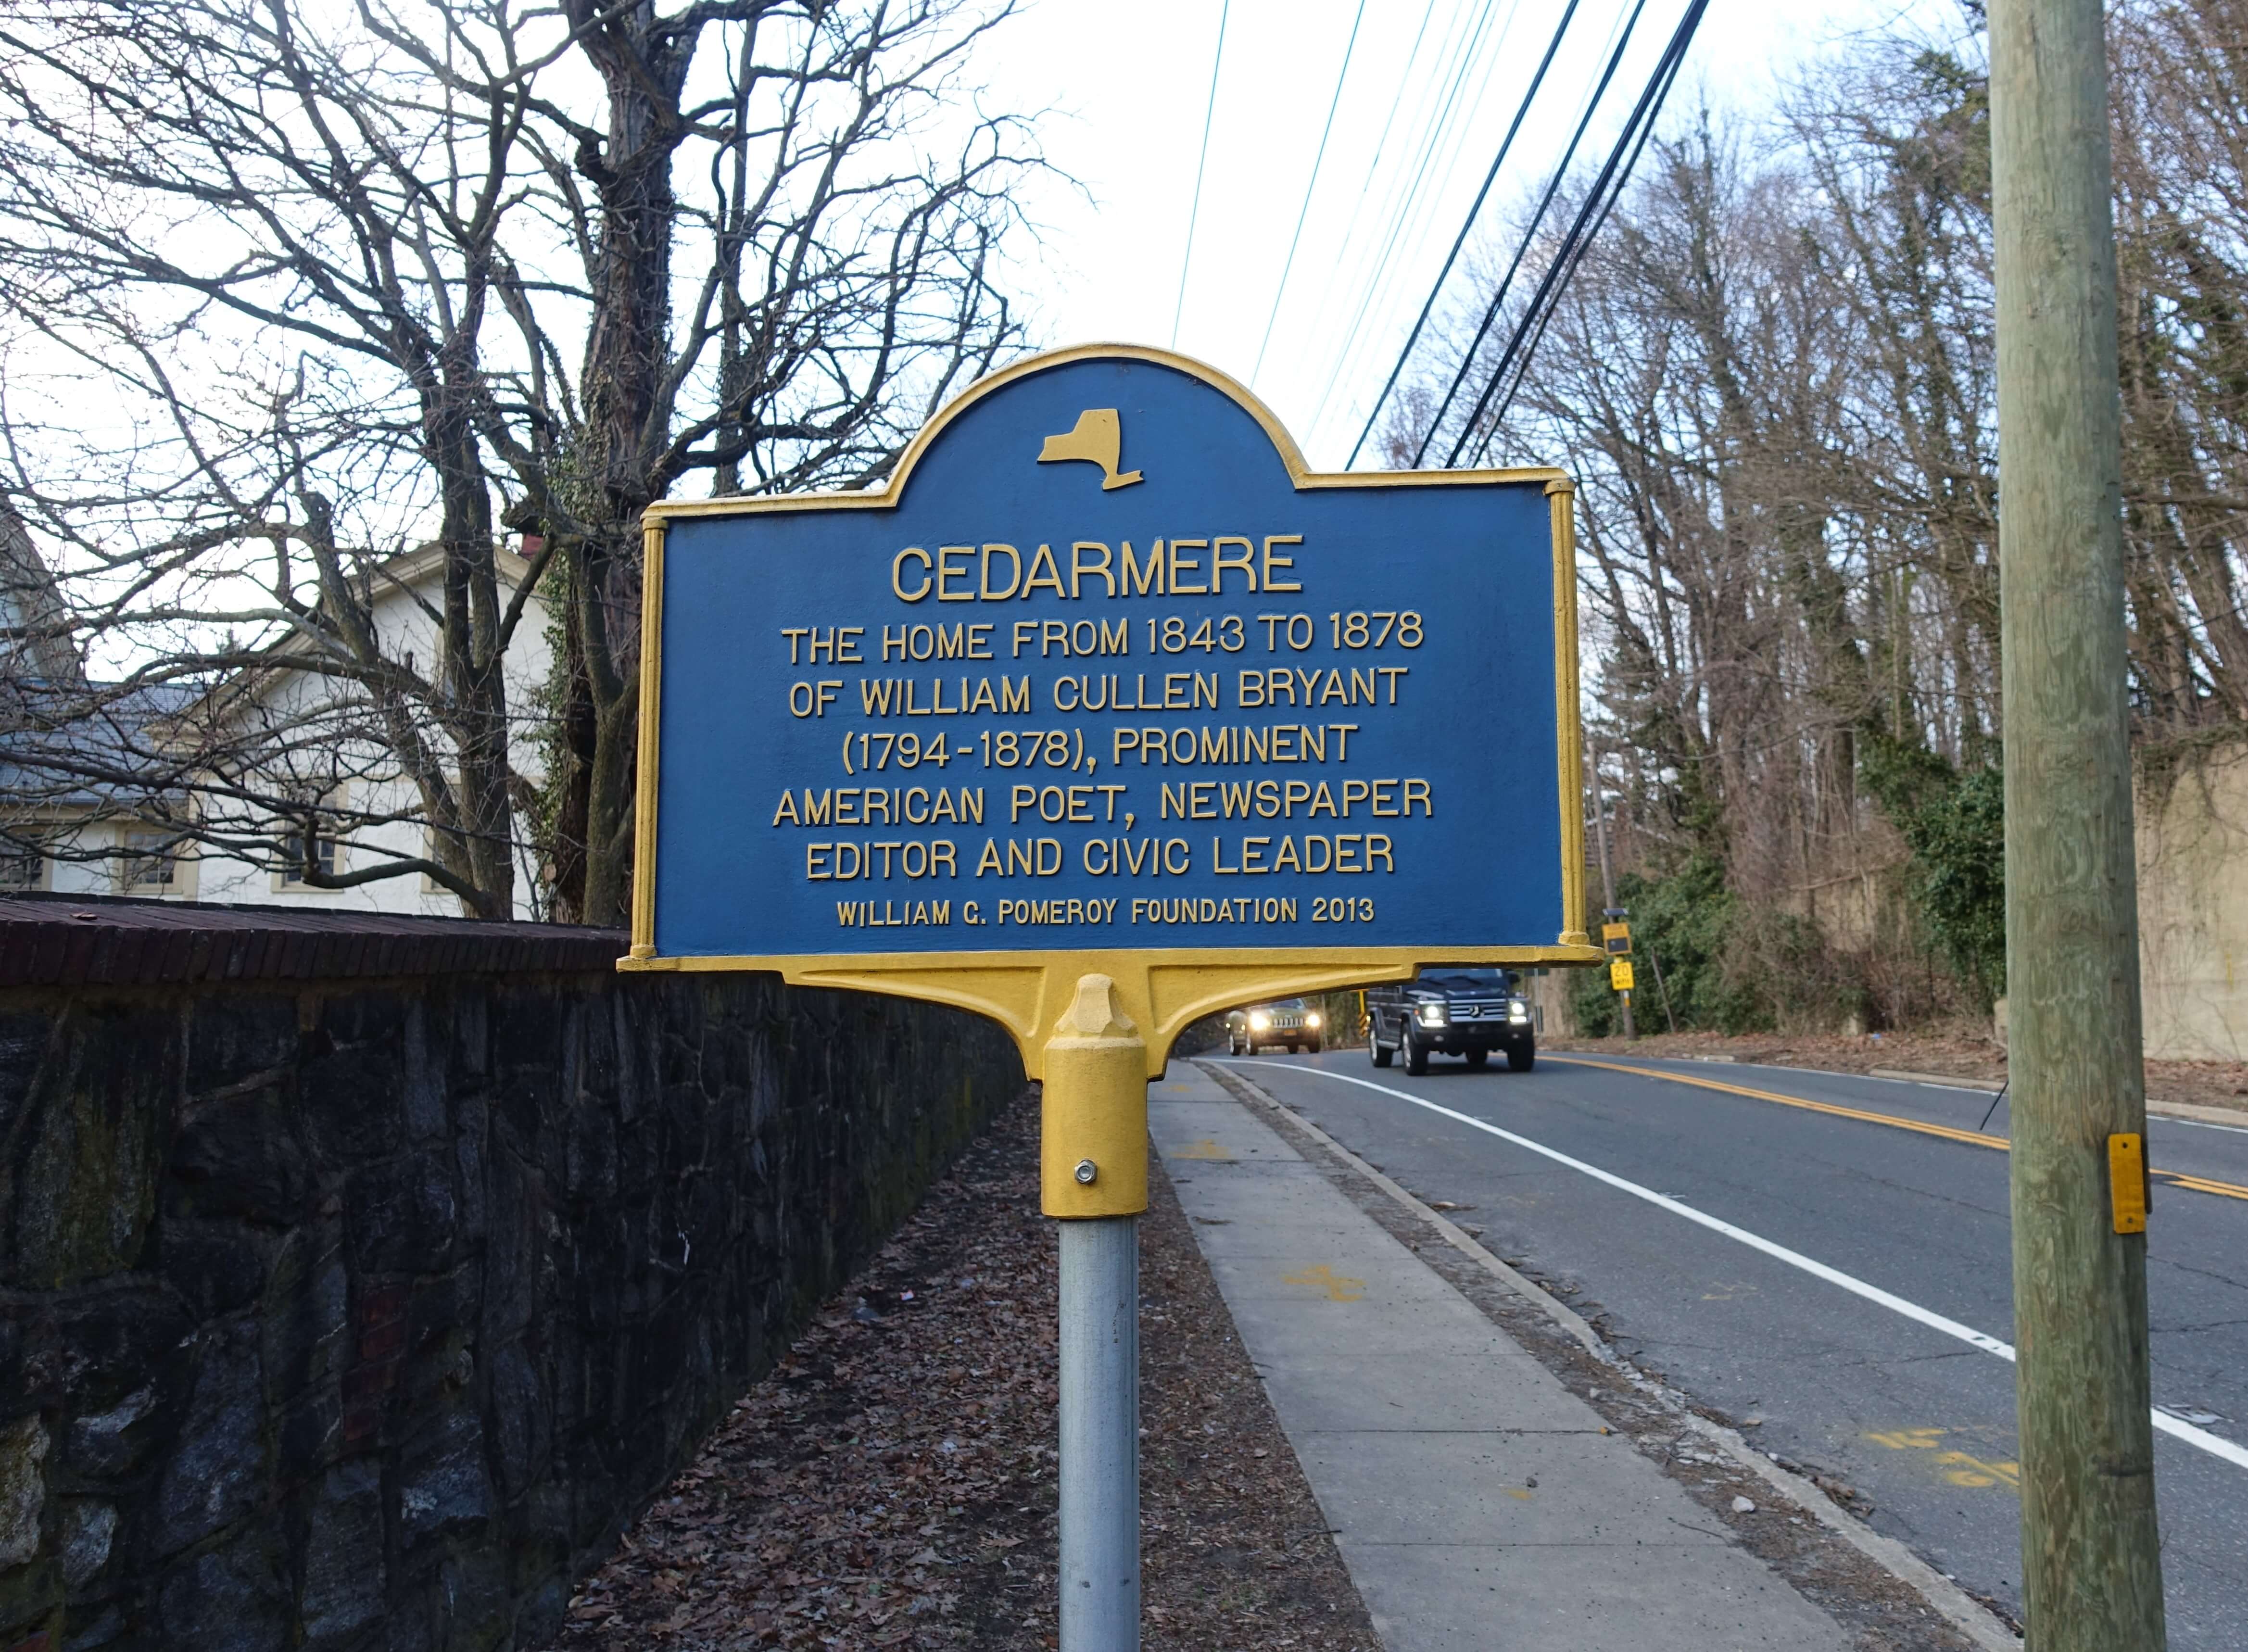 CEDARMERE
THE HOME FROM 1843 TO 1878
OF WILLIAM CULLEN BRYANT
(1794-1878), PROMINENT
AMERICAN POET, NEWSPAPER
EDITOR AND CIVIC LEADER
WILLIAM G. POMEROY FOUNDATION 2013
20